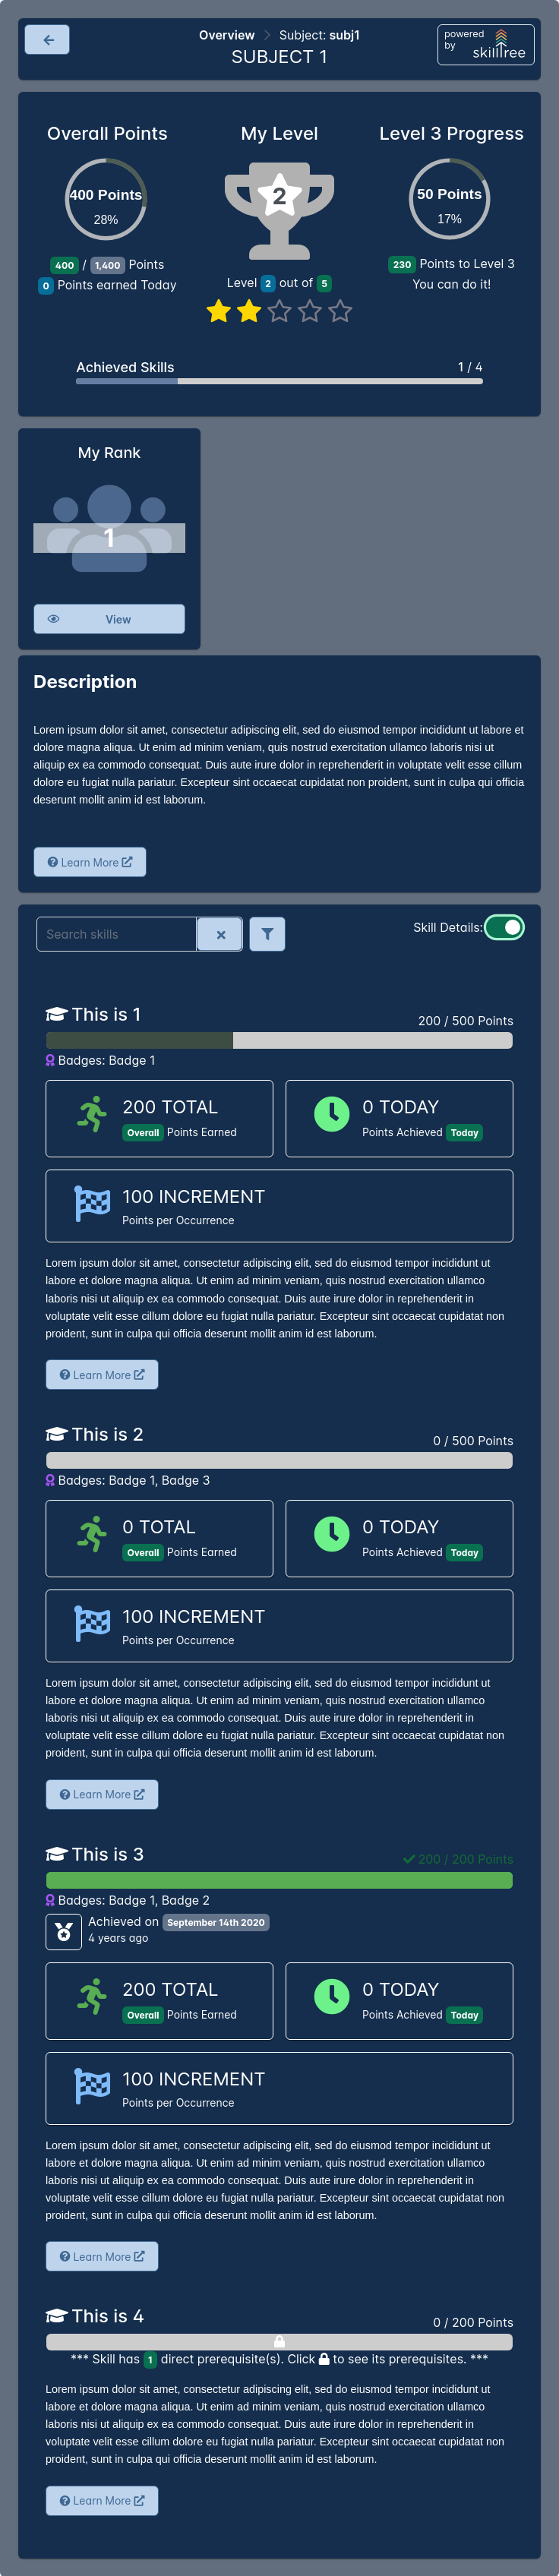 Overview > Subject: subj1
SUBJECT 1
powered
by
skilltree
Overall Points
400 Points
28%
400 / 1,400 Points
0 Points earned Today
My Level
2
Level 2 out of 5
Level 3 Progress
50 Points
17%
230 Points to Level 3
You can do it!
Achieved Skills 1 / 4
My Rank
1
View
Description
Lorem ipsum dolor sit amet, consectetur adipiscing elit, sed do eiusmod tempor incididunt ut labore et
dolore magna aliqua. Ut enim ad minim veniam, quis nostrud exercitation ullamco laboris nisi ut
aliquip ex ea commodo consequat. Duis aute irure dolor in reprehenderit in voluptate velit esse cillum
dolore eu fugiat nulla pariatur. Excepteur sint occaecat cupidatat non proident, sunt in culpa qui officia
deserunt mollit anim id est laborum.
Learn More
Search skills
Skill Details:
This is 1
200 / 500 Points
Badges: Badge 1
200 TOTAL
Overall Points Earned
0 TODAY
Points Achieved Today
100 INCREMENT
Points per Occurrence
Lorem ipsum dolor sit amet, consectetur adipiscing elit, sed do eiusmod tempor incididunt ut
labore et dolore magna aliqua. Ut enim ad minim veniam, quis nostrud exercitation ullamco
laboris nisi ut aliquip ex ea commodo consequat. Duis aute irure dolor in reprehenderit in
voluptate velit esse cillum dolore eu fugiat nulla pariatur. Excepteur sint occaecat cupidatat non
proident, sunt in culpa qui officia deserunt mollit anim id est laborum.
Learn More
This is 2
0 / 500 Points
Badges: Badge 1, Badge 3
0 TOTAL
Overall Points Earned
0 TODAY
Points Achieved Today
100 INCREMENT
Points per Occurrence
Lorem ipsum dolor sit amet, consectetur adipiscing elit, sed do eiusmod tempor incididunt ut
labore et dolore magna aliqua. Ut enim ad minim veniam, quis nostrud exercitation ullamco
laboris nisi ut aliquip ex ea commodo consequat. Duis aute irure dolor in reprehenderit in
voluptate velit esse cillum dolore eu fugiat nulla pariatur. Excepteur sint occaecat cupidatat non
proident, sunt in culpa qui officia deserunt mollit anim id est laborum.
Learn More
This is 3
200 / 200 Points
Badges: Badge 1, Badge 2
Achieved on September 14th 2020
4 years ago
200 TOTAL
Overall Points Earned
0 TODAY
Points Achieved Today
100 INCREMENT
Points per Occurrence
Lorem ipsum dolor sit amet, consectetur adipiscing elit, sed do eiusmod tempor incididunt ut
labore et dolore magna aliqua. Ut enim ad minim veniam, quis nostrud exercitation ullamco
laboris nisi ut aliquip ex ea commodo consequat. Duis aute irure dolor in reprehenderit in
voluptate velit esse cillum dolore eu fugiat nulla pariatur. Excepteur sint occaecat cupidatat non
proident, sunt in culpa qui officia deserunt mollit anim id est laborum.
Learn More
This is 4
0 / 200 Points
*** Skill has 1 direct prerequisite(s). Click to see its prerequisites. ***
Lorem ipsum dolor sit amet, consectetur adipiscing elit, sed do eiusmod tempor incididunt ut
labore et dolore magna aliqua. Ut enim ad minim veniam, quis nostrud exercitation ullamco
laboris nisi ut aliquip ex ea commodo consequat. Duis aute irure dolor in reprehenderit in
voluptate velit esse cillum dolore eu fugiat nulla pariatur. Excepteur sint occaecat cupidatat non
proident, sunt in culpa qui officia deserunt mollit anim id est laborum.
Learn More